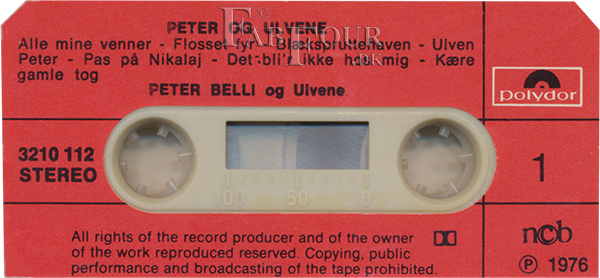 PETER OG ULVENE
Alle mine venner - Flosset fyr - Blækspruttehaven - Ulven
Peter - Pas på Nikalaj - Det bli'r ikke hos mig - Kære
gamle tog
PETER BELLI og Ulvene
polydor
3210 112
STEREO
100 50 0
1
All rights of the record producer and of the owner
of the work reproduced reserved. Copying, public
performance and broadcasting of the tape prohibited.
ncb
℗ 1976